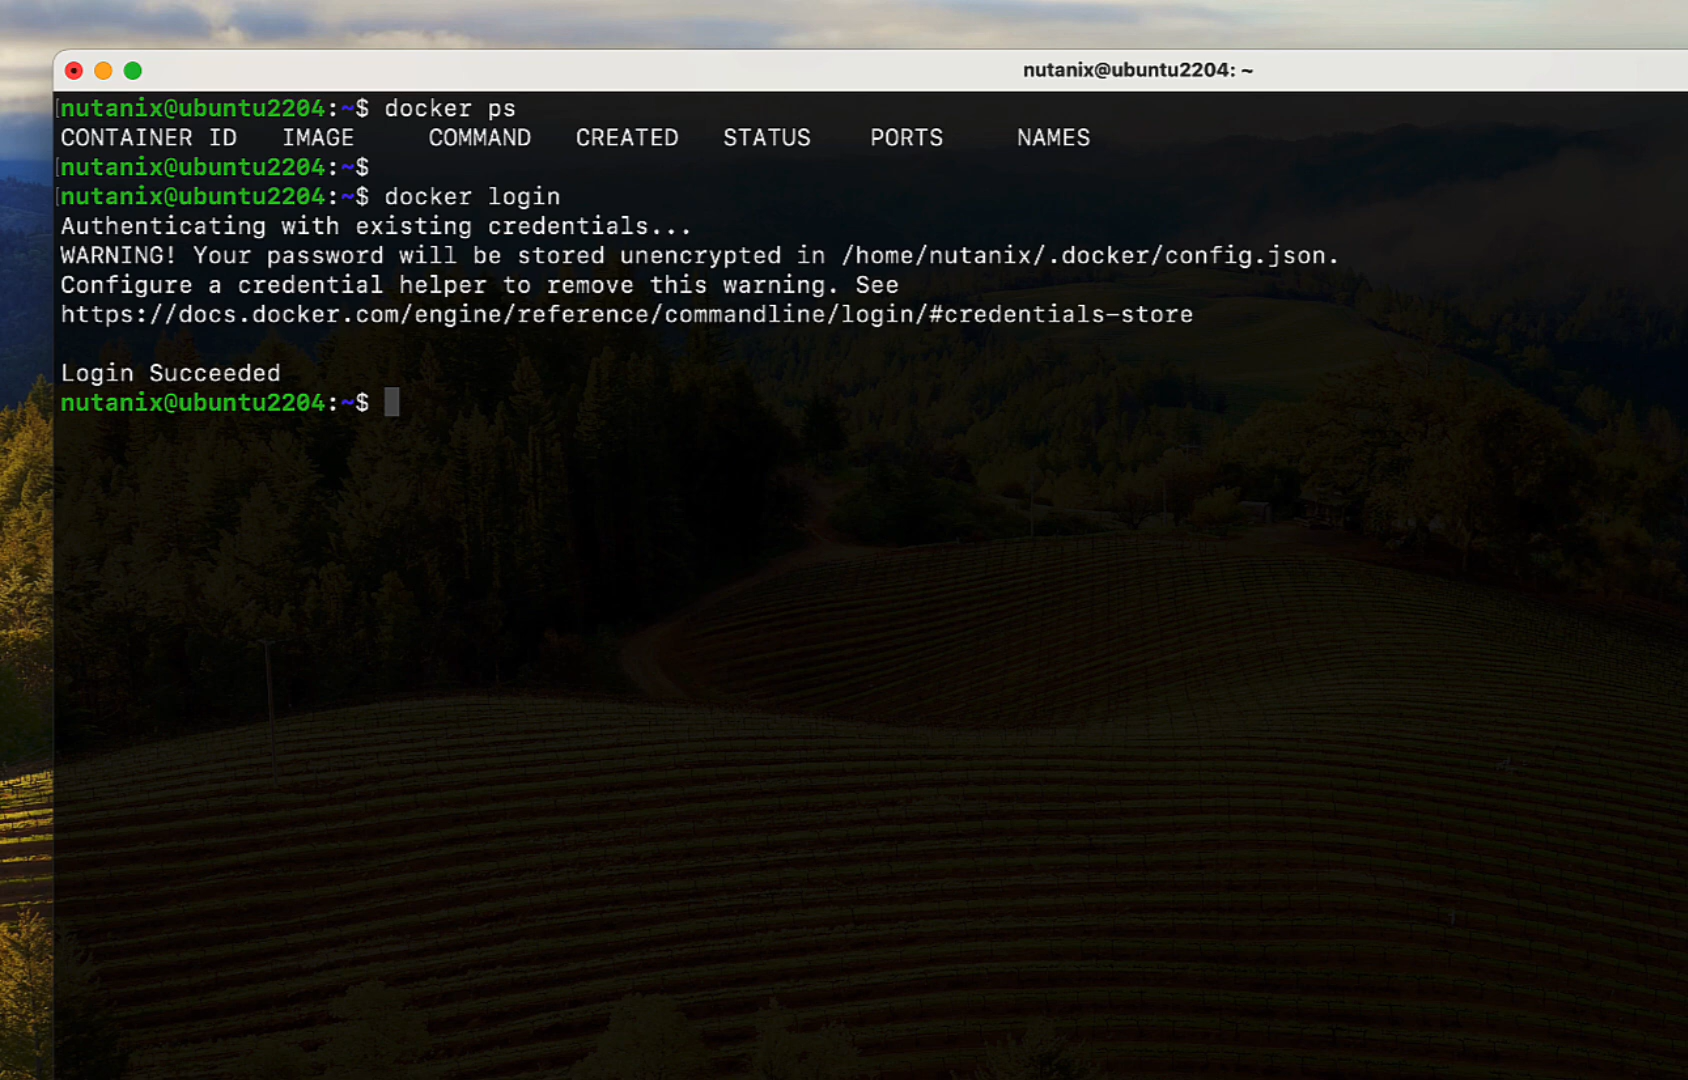 nutanix@ubuntu2204: ~
[nutanix@ubuntu2204:~$ docker ps
CONTAINER ID   IMAGE     COMMAND   CREATED   STATUS    PORTS     NAMES
[nutanix@ubuntu2204:~$
[nutanix@ubuntu2204:~$ docker login
Authenticating with existing credentials...
WARNING! Your password will be stored unencrypted in /home/nutanix/.docker/config.json.
Configure a credential helper to remove this warning. See
https://docs.docker.com/engine/reference/commandline/login/#credentials-store
Login Succeeded
nutanix@ubuntu2204:~$